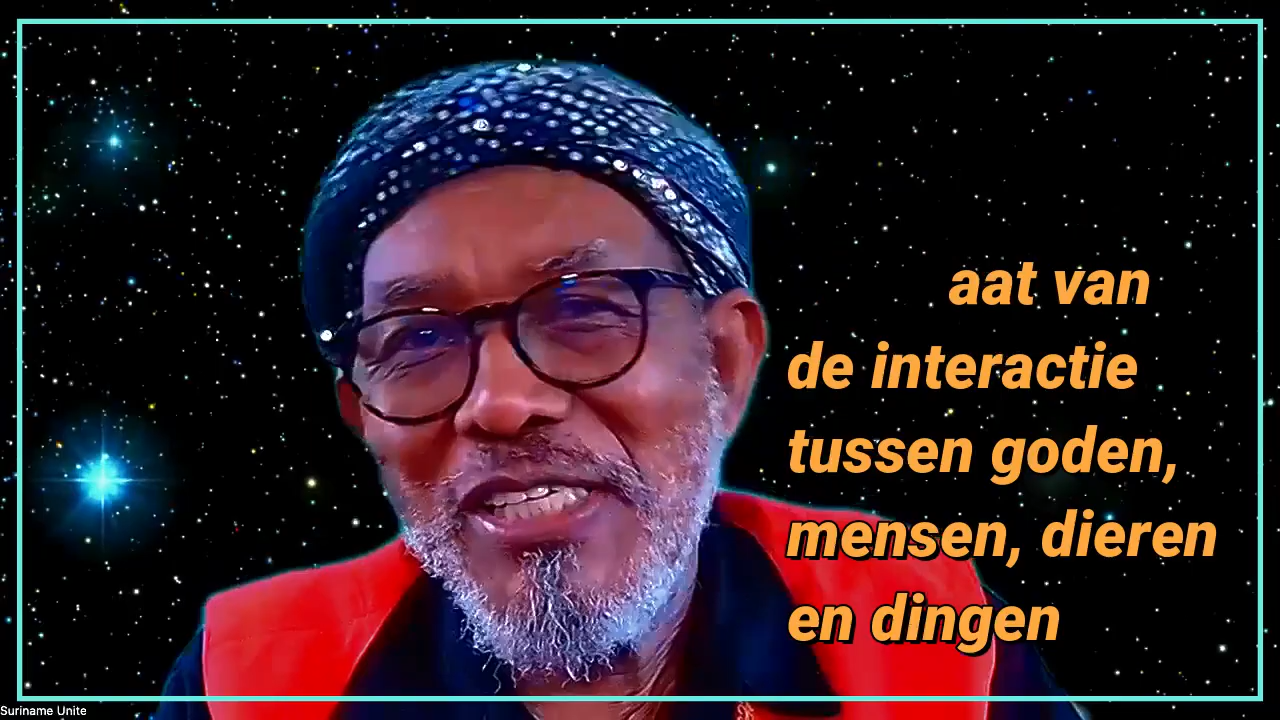 aat van
de interactie
tussen goden,
mensen, dieren
en dingen
Suriname Unite